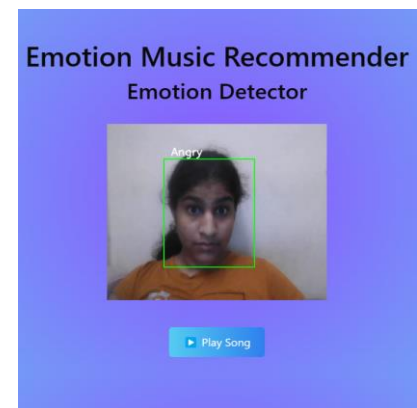 Emotion Music Recommender
Emotion Detector
Angry
Play Song